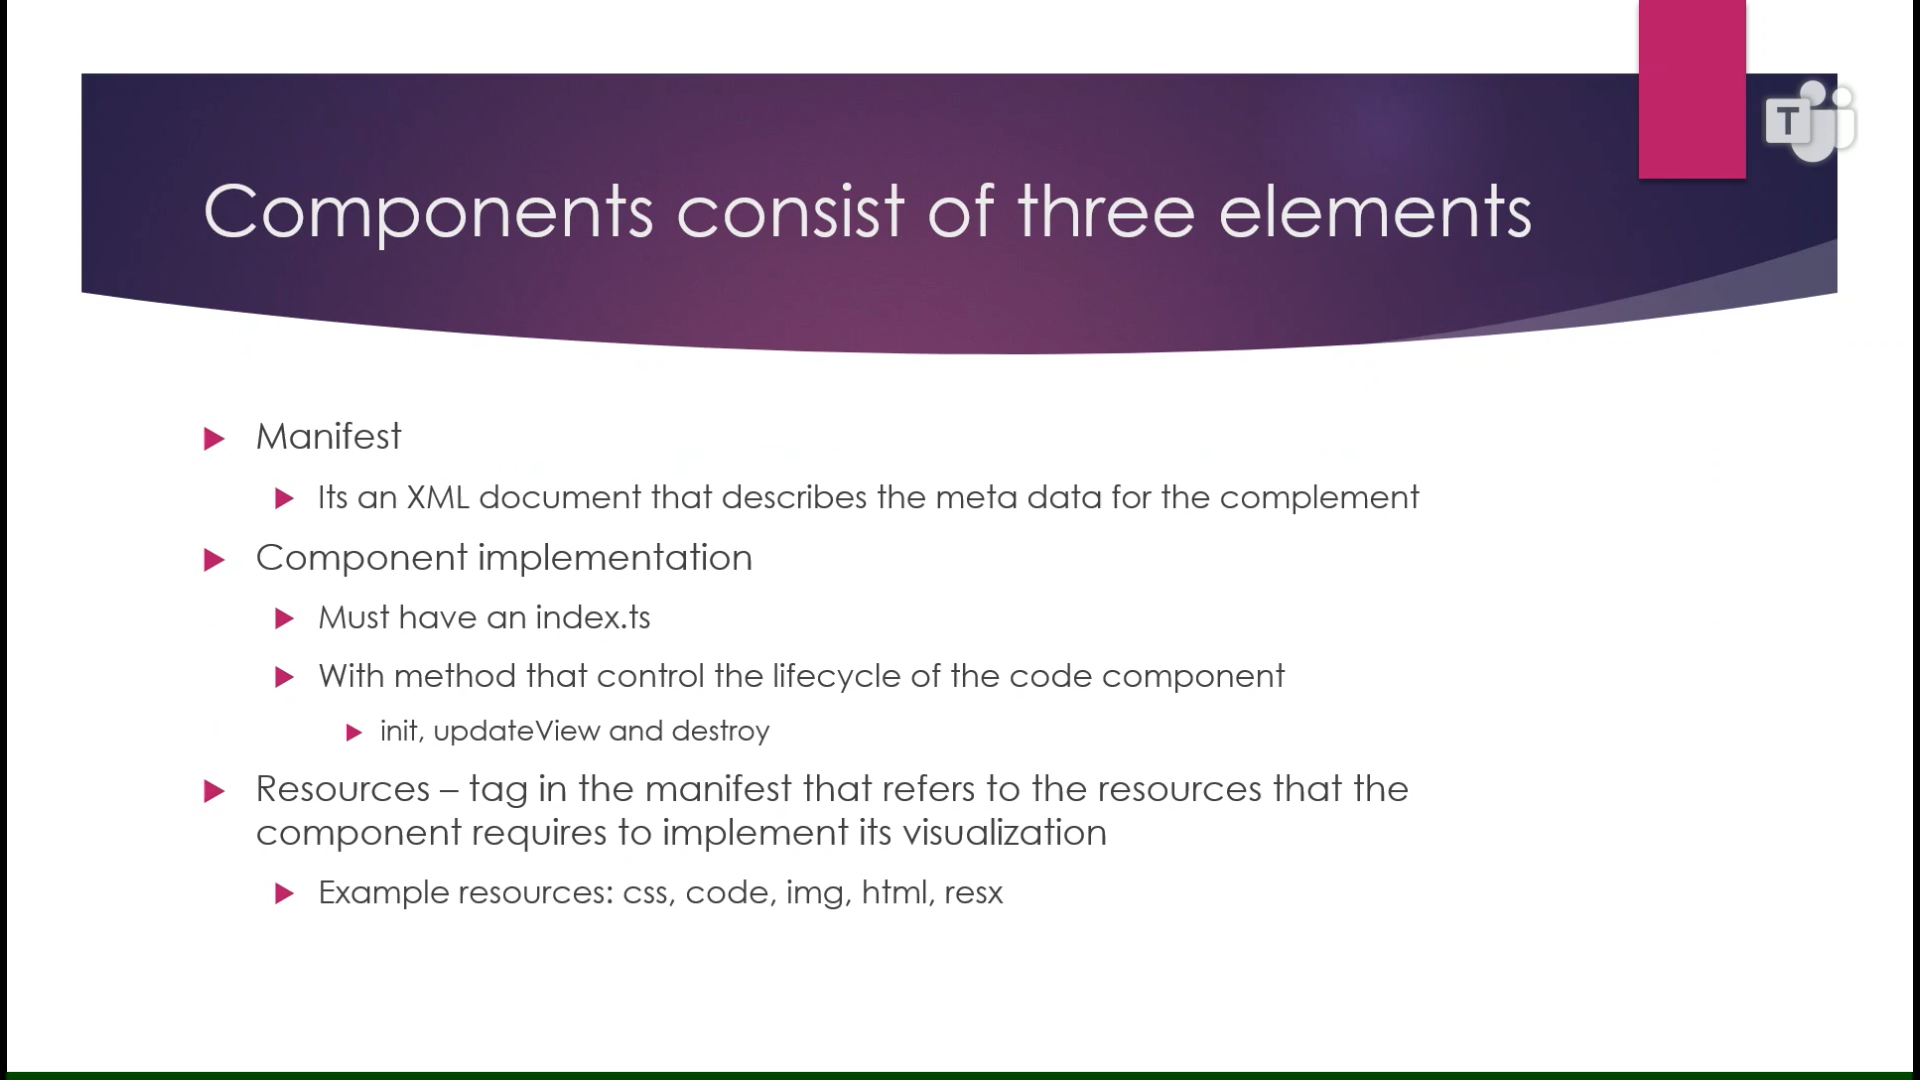 Components consist of three elements
T
Manifest
Its an XML document that describes the meta data for the complement
Component implementation
Must have an index.ts
With method that control the lifecycle of the code component
init, updateView and destroy
Resources – tag in the manifest that refers to the resources that the
component requires to implement its visualization
Example resources: css, code, img, html, resx